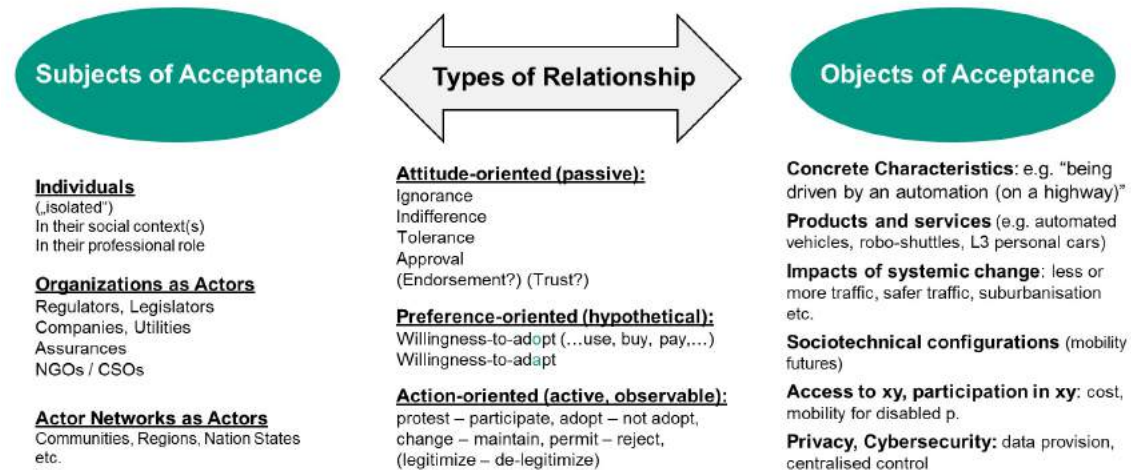 Subjects of Acceptance
Types of Relationship
Objects of Acceptance
Individuals
(„isolated“)
In their social context(s)
In their professional role
Organizations as Actors
Regulators, Legislators
Companies, Utilities
Assurances
NGOs / CSOs
Actor Networks as Actors
Communities, Regions, Nation States
etc.
Attitude-oriented (passive):
Ignorance
Indifference
Tolerance
Approval
(Endorsement?) (Trust?)
Preference-oriented (hypothetical):
Willingness-to-adopt (…use, buy, pay,…)
Willingness-to-adapt
Action-oriented (active, observable):
protest – participate, adopt – not adopt,
change – maintain, permit – reject,
(legitimize – de-legitimize)
Concrete Characteristics: e.g. “being
driven by an automation (on a highway)”
Products and services (e.g. automated
vehicles, robo-shuttles, L3 personal cars)
Impacts of systemic change: less or
more traffic, safer traffic, suburbanisation
etc.
Sociotechnical configurations (mobility
futures)
Access to xy, participation in xy: cost,
mobility for disabled p.
Privacy, Cybersecurity: data provision,
centralised control